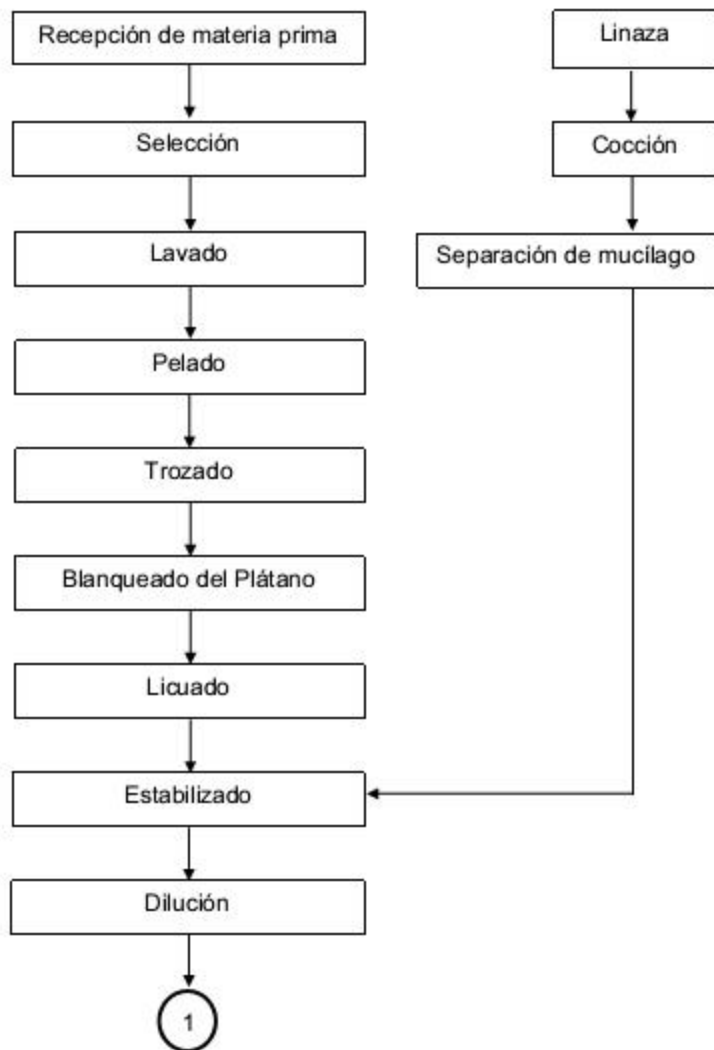 Recepción de materia prima
Selección
Lavado
Pelado
Trozado
Blanqueado del Plátano
Licuado
Estabilizado
Dilución
1
Linaza
Cocción
Separación de mucílago